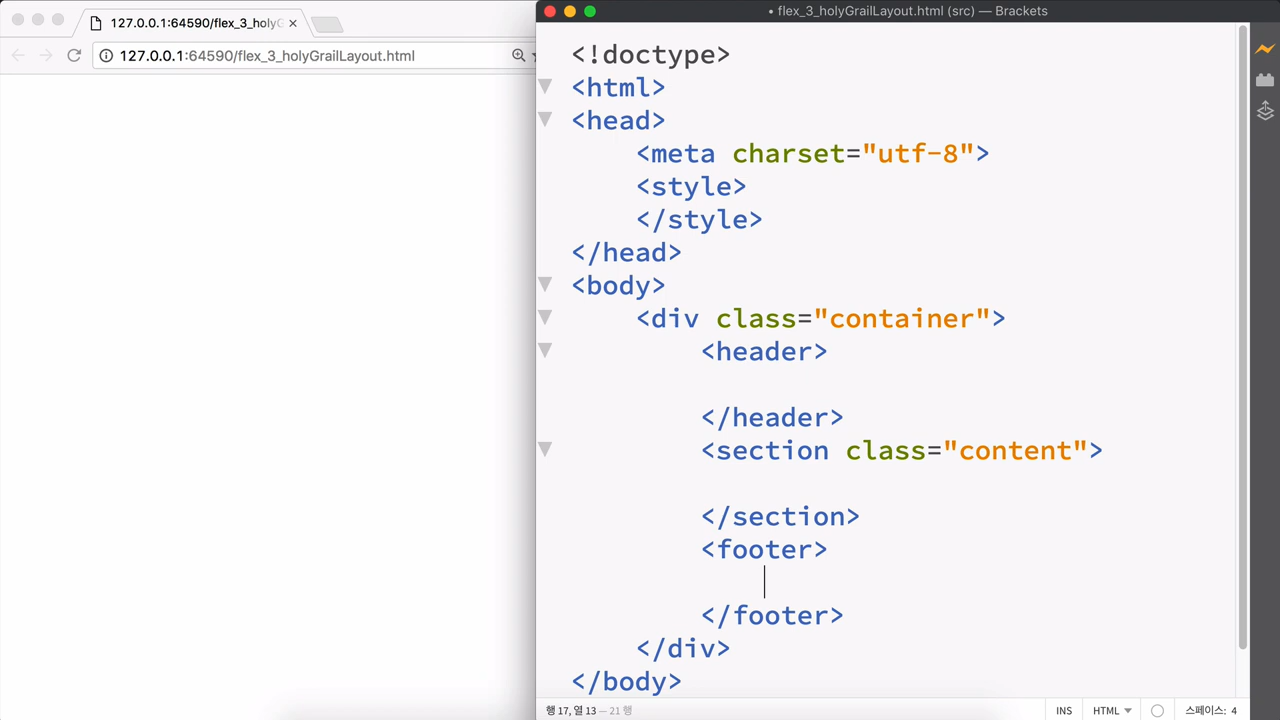 127.0.0.1:64590/flex_3_holyG
127.0.0.1:64590/flex_3_holyGrailLayout.html
• flex_3_holyGrailLayout.html (src) — Brackets
<!doctype>
<html>
<head>
<meta charset="utf-8">
<style>
</style>
</head>
<body>
<div class="container">
<header>
</header>
<section class="content">
</section>
<footer>
</footer>
</div>
</body>
행 17, 열 13 — 21 행
INS
HTML
스페이스: 4